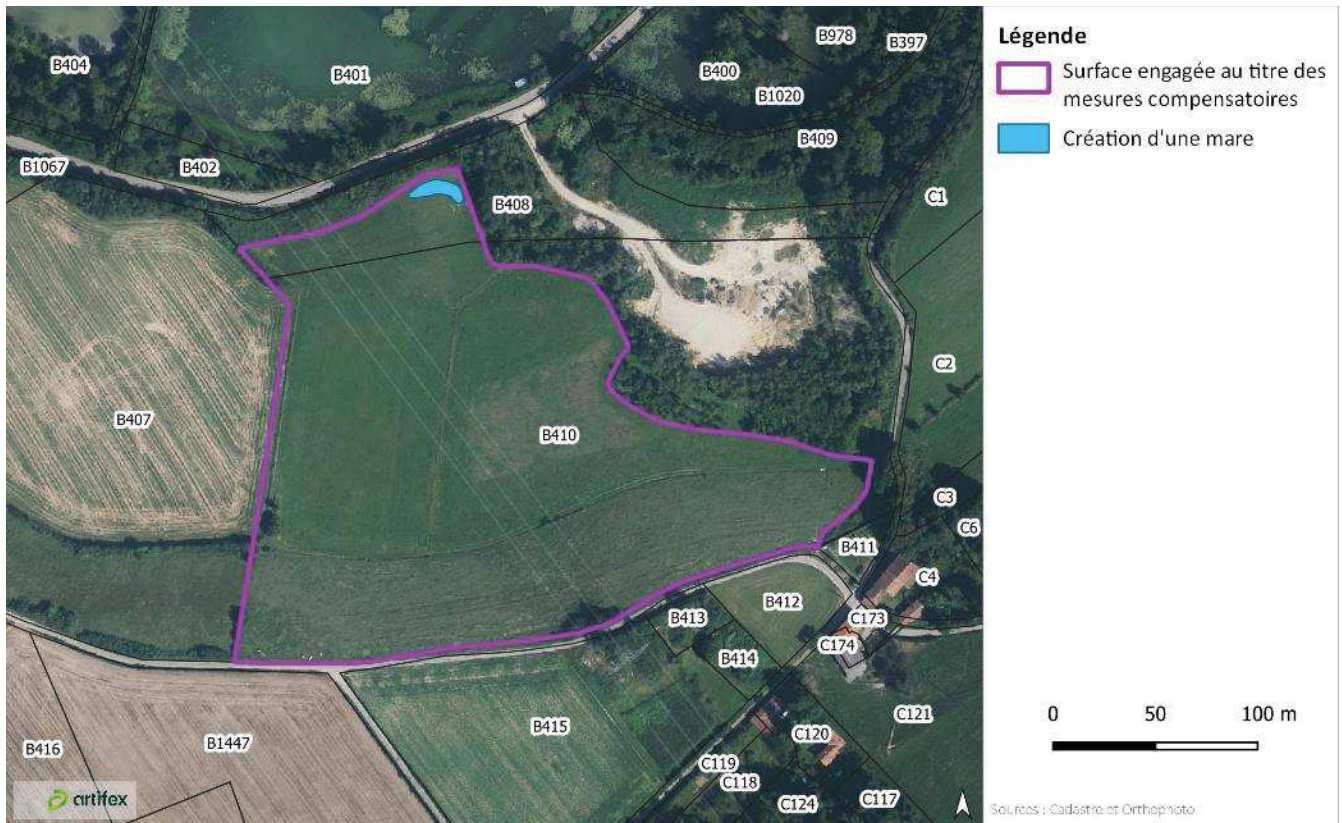 B404
B401
B978
B397
B400
B1020
B409
B1067
B402
B408
C1
C2
B407
B410
C3
C6
B411
C4
B412
B413
C173
C174
B414
C121
B415
B416
B1447
C120
C119
C118
C124
C117
artifex
Légende
Surface engagée au titre des
mesures compensatoires
Création d'une mare
0 50 100 m
Sources : Cadastre et Orthophoto